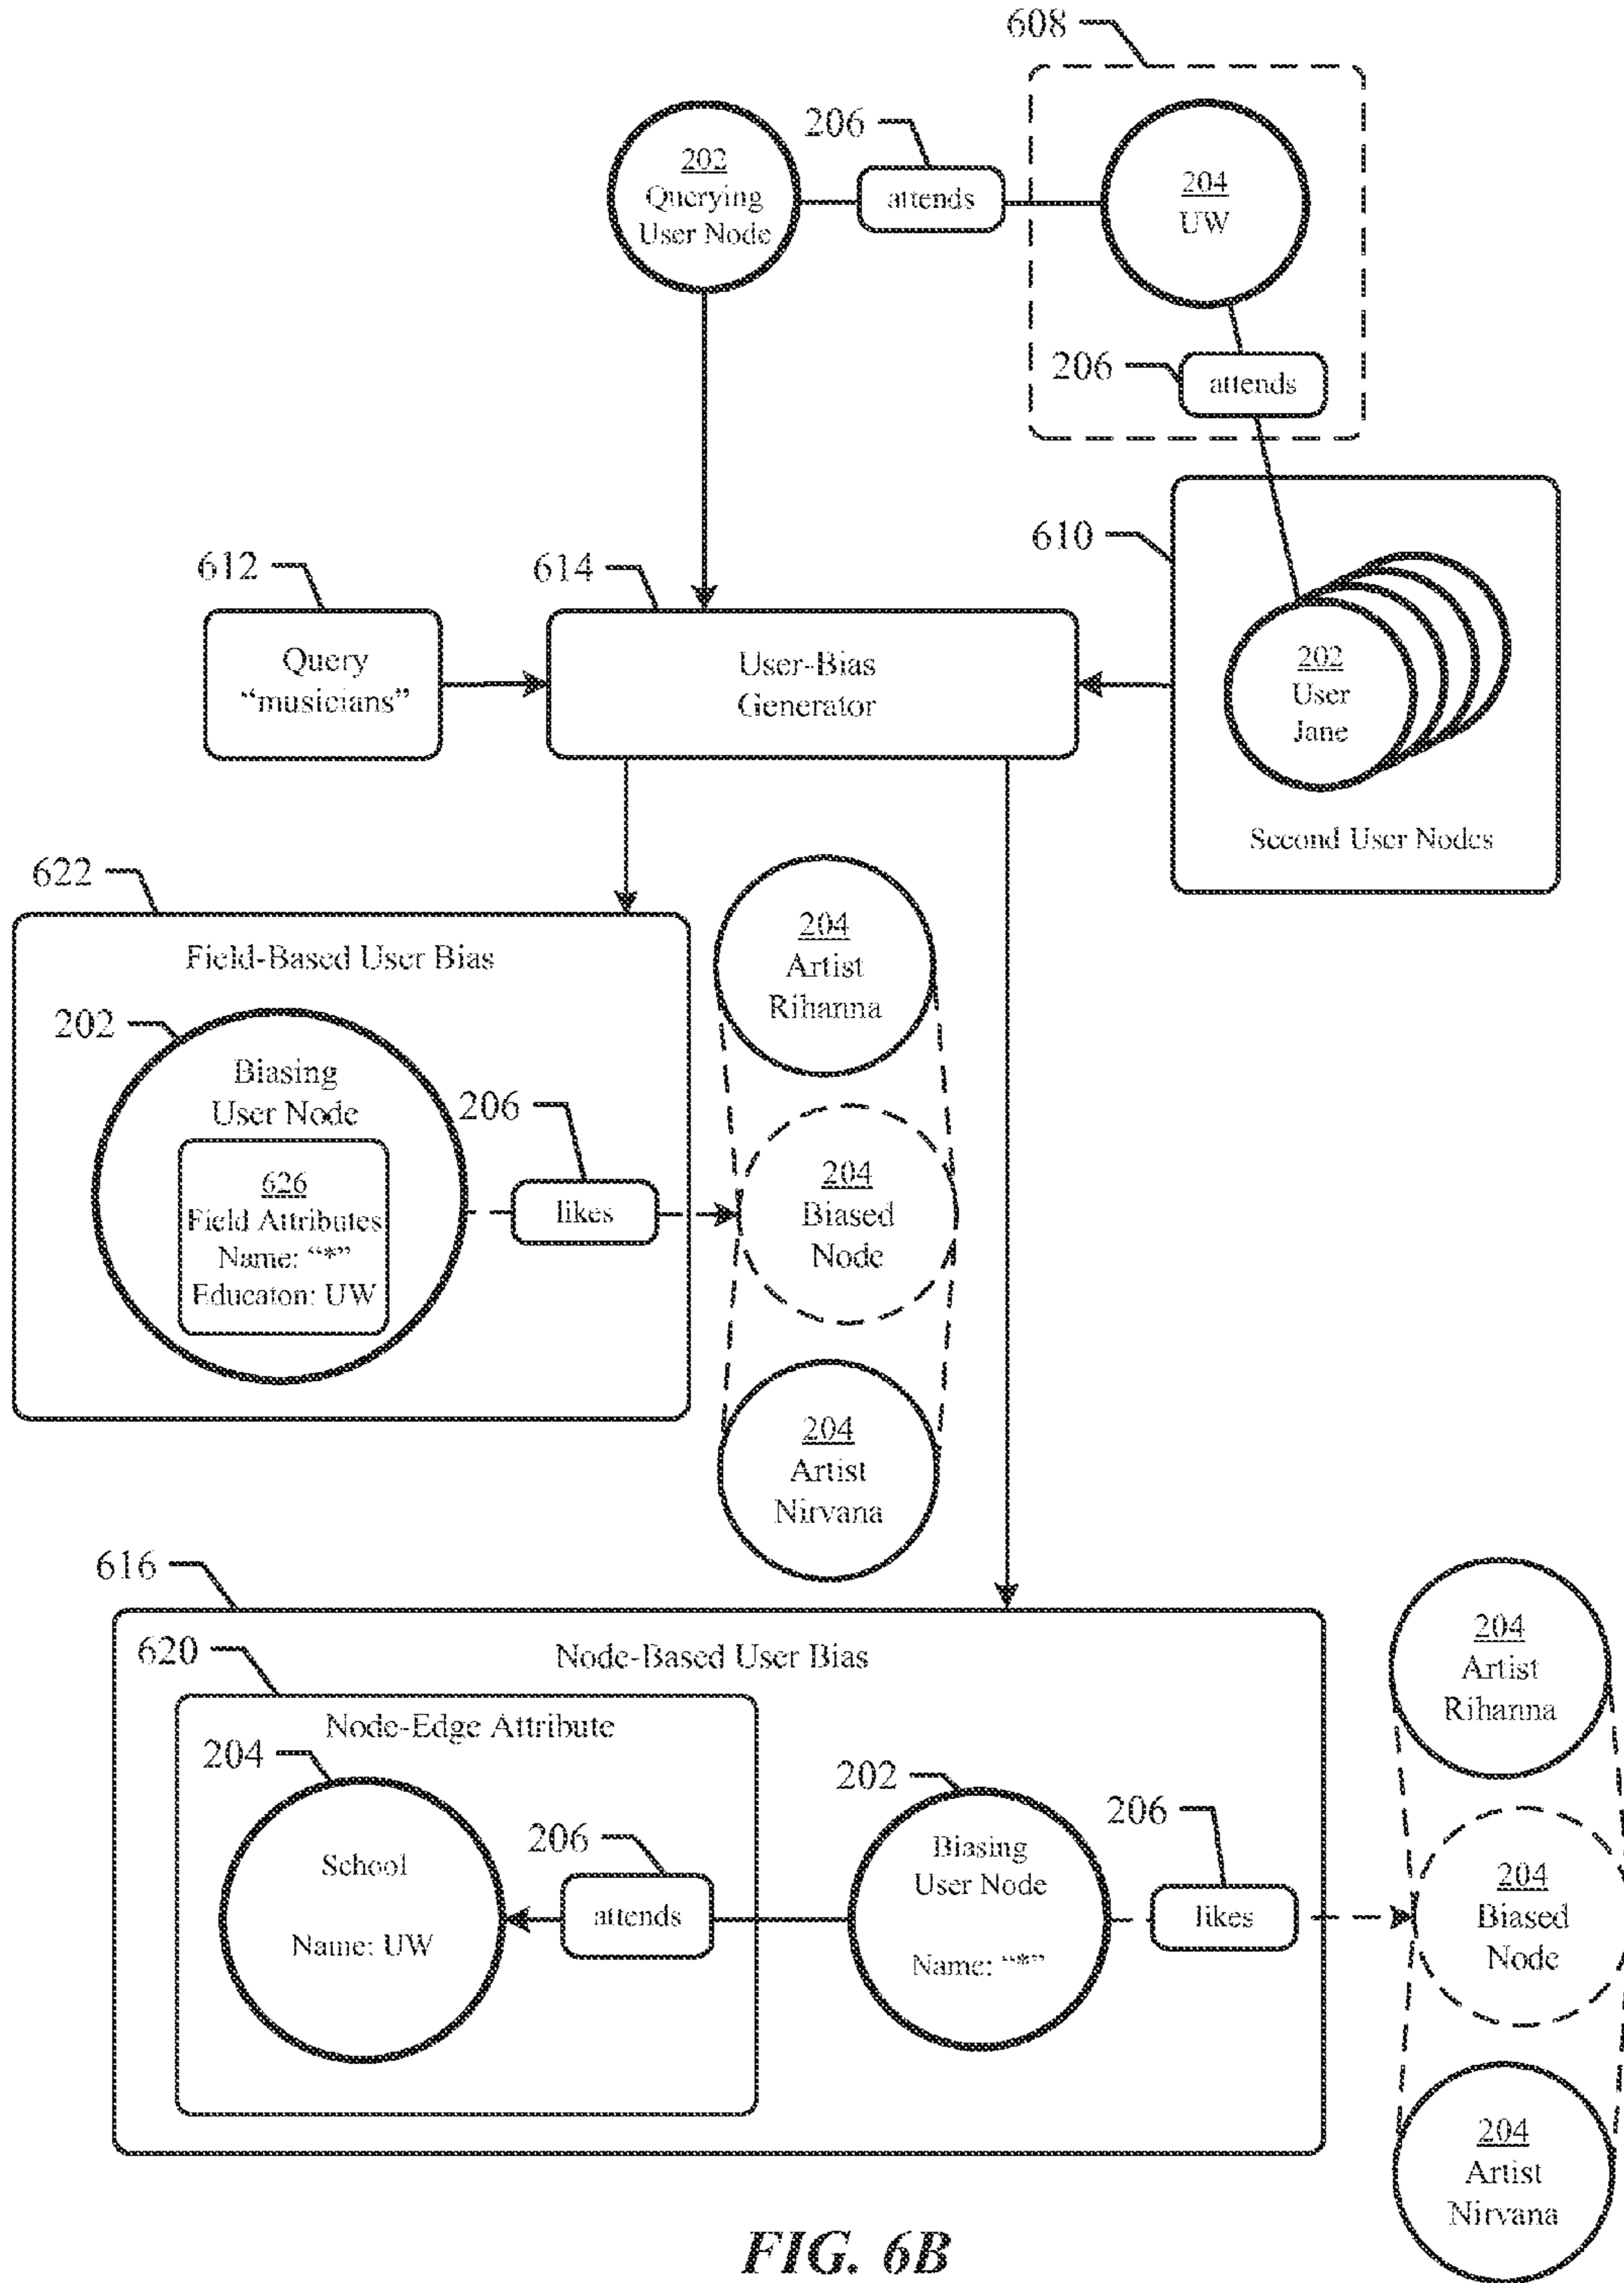 608
206
202
Querying
User Node
attends
204
UW
206
attends
610
612
614
Query
“musicians”
User-Bias
Generator
202
User
Jane
Second User Nodes
622
Field-Based User Bias
202
Biasing
User Node
626
Field Attributes
Name: “*”
Educaton: UW
206
likes
204
Artist
Rihanna
204
Biased
Node
204
Artist
Nirvana
616
Node-Based User Bias
620
Node-Edge Attribute
204
School
Name: UW
206
attends
202
Biasing
User Node
Name: “*”
206
likes
204
Artist
Rihanna
204
Biased
Node
204
Artist
Nirvana
FIG. 6B